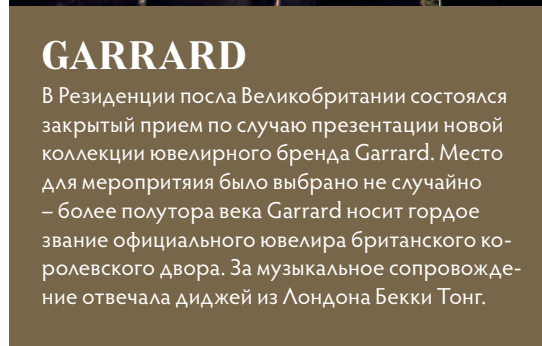 GARRARD
В Резиденции посла Великобритании состоялся
закрытый прием по случаю презентации новой
коллекции ювелирного бренда Garrard. Место
для меропритяия было выбрано не случайно
– более полутора века Garrard носит гордое
звание официального ювелира британского ко-
ролевского двора. За музыкальное сопровожде-
ние отвечала диджей из Лондона Бекки Тонг.